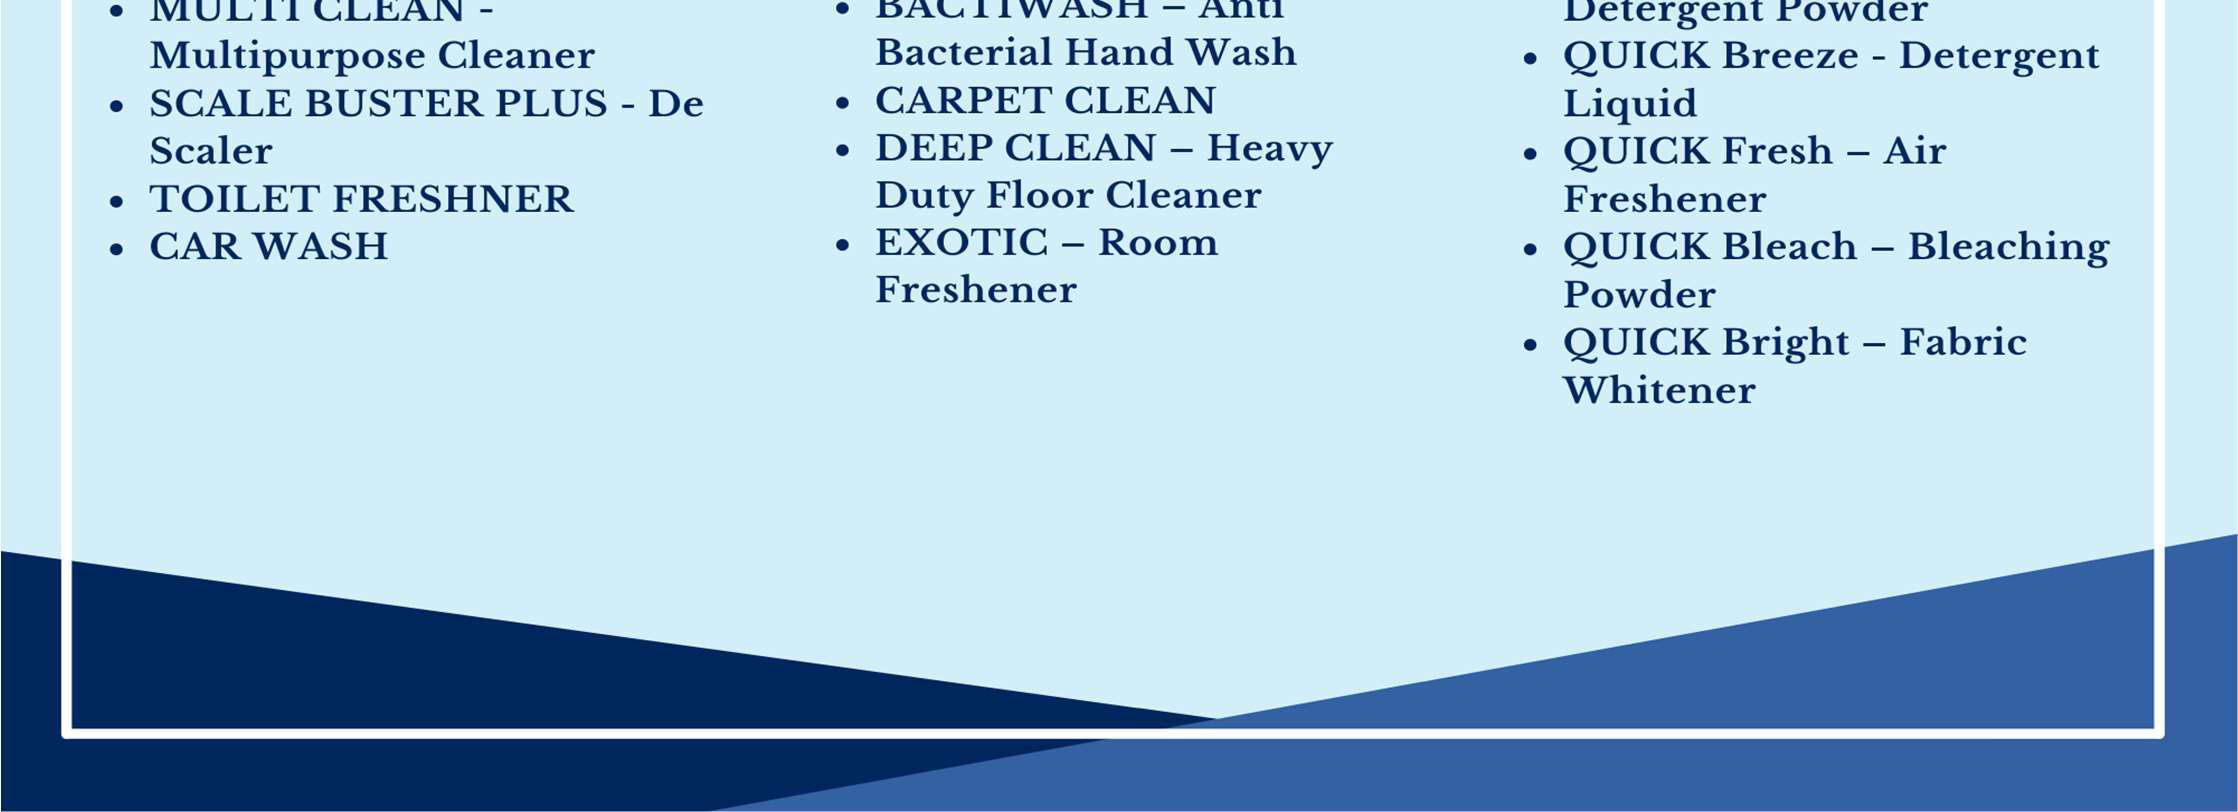 MULTI CLEAN -
Multipurpose Cleaner
SCALE BUSTER PLUS - De
Scaler
TOILET FRESHNER
CAR WASH
BACTIWASH – Anti
Bacterial Hand Wash
CARPET CLEAN
DEEP CLEAN – Heavy
Duty Floor Cleaner
EXOTIC – Room
Freshener
Detergent Powder
QUICK Breeze - Detergent
Liquid
QUICK Fresh – Air
Freshener
QUICK Bleach – Bleaching
Powder
QUICK Bright – Fabric
Whitener